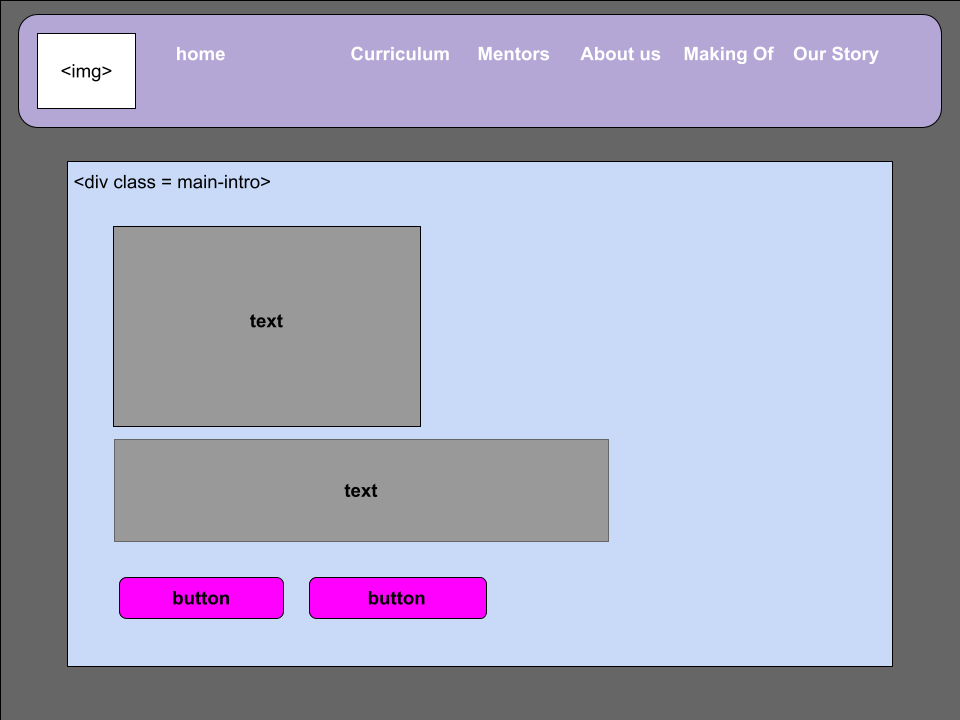 <img>
home Curriculum Mentors About us Making Of Our Story
<div class = main-intro>
text
text
button button